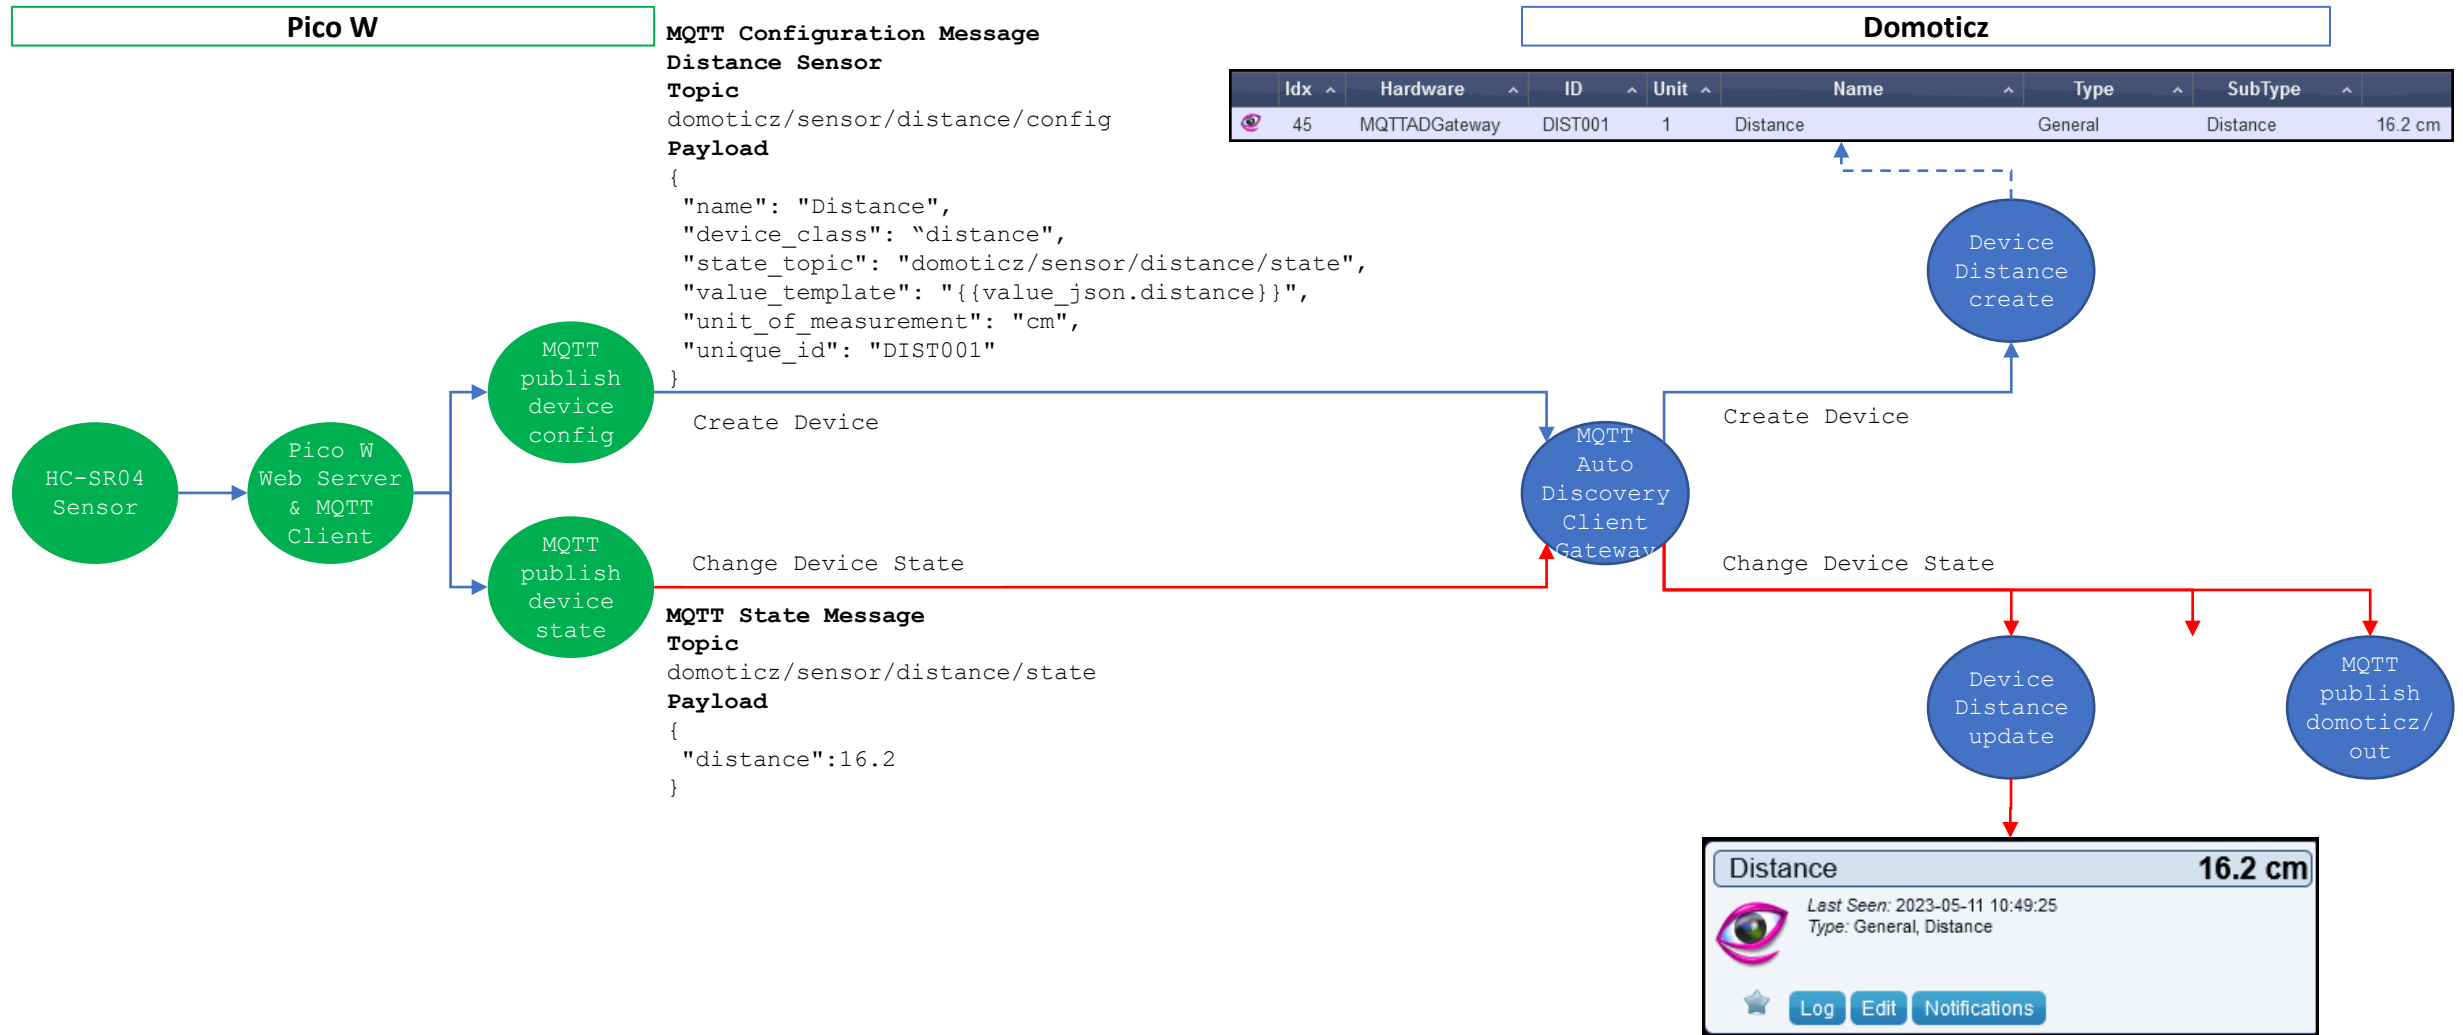 Pico W
Domoticz
MQTT Configuration Message
Distance Sensor
Topic
domoticz/sensor/distance/config
Payload
{
"name": "Distance",
"device_class": “distance",
"state_topic": "domoticz/sensor/distance/state",
"value_template": "{{value_json.distance}}",
"unit_of_measurement": "cm",
"unique_id": "DIST001"
}
Idx Hardware ID Unit Name Type SubType
45 MQTTADGateway DIST001 1 Distance General Distance 16.2 cm
Device
Distance
create
HC-SR04
Sensor
Pico W
Web Server
& MQTT
Client
MQTT
publish
device
config
Create Device
MQTT
Auto
Discovery
Client
Gateway
Create Device
MQTT
publish
device
state
Change Device State
Change Device State
MQTT State Message
Topic
domoticz/sensor/distance/state
Payload
{
"distance":16.2
}
Device
Distance
update
MQTT
publish
domoticz/
out
Distance 16.2 cm
Last Seen: 2023-05-11 10:49:25
Type: General, Distance
Log Edit Notifications